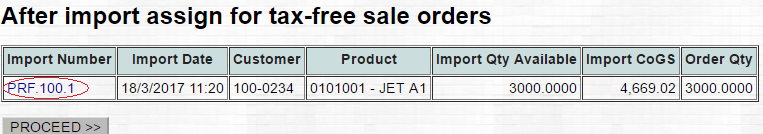 After import assign for tax-free sale orders
Import Number Import Date Customer Product Import Qty Available Import CoGS Order Qty
PRF.100.1 18/3/2017 11:20 100-0234 0101001 - JET A1 3000.0000 4,669.02 3000.0000
PROCEED >>